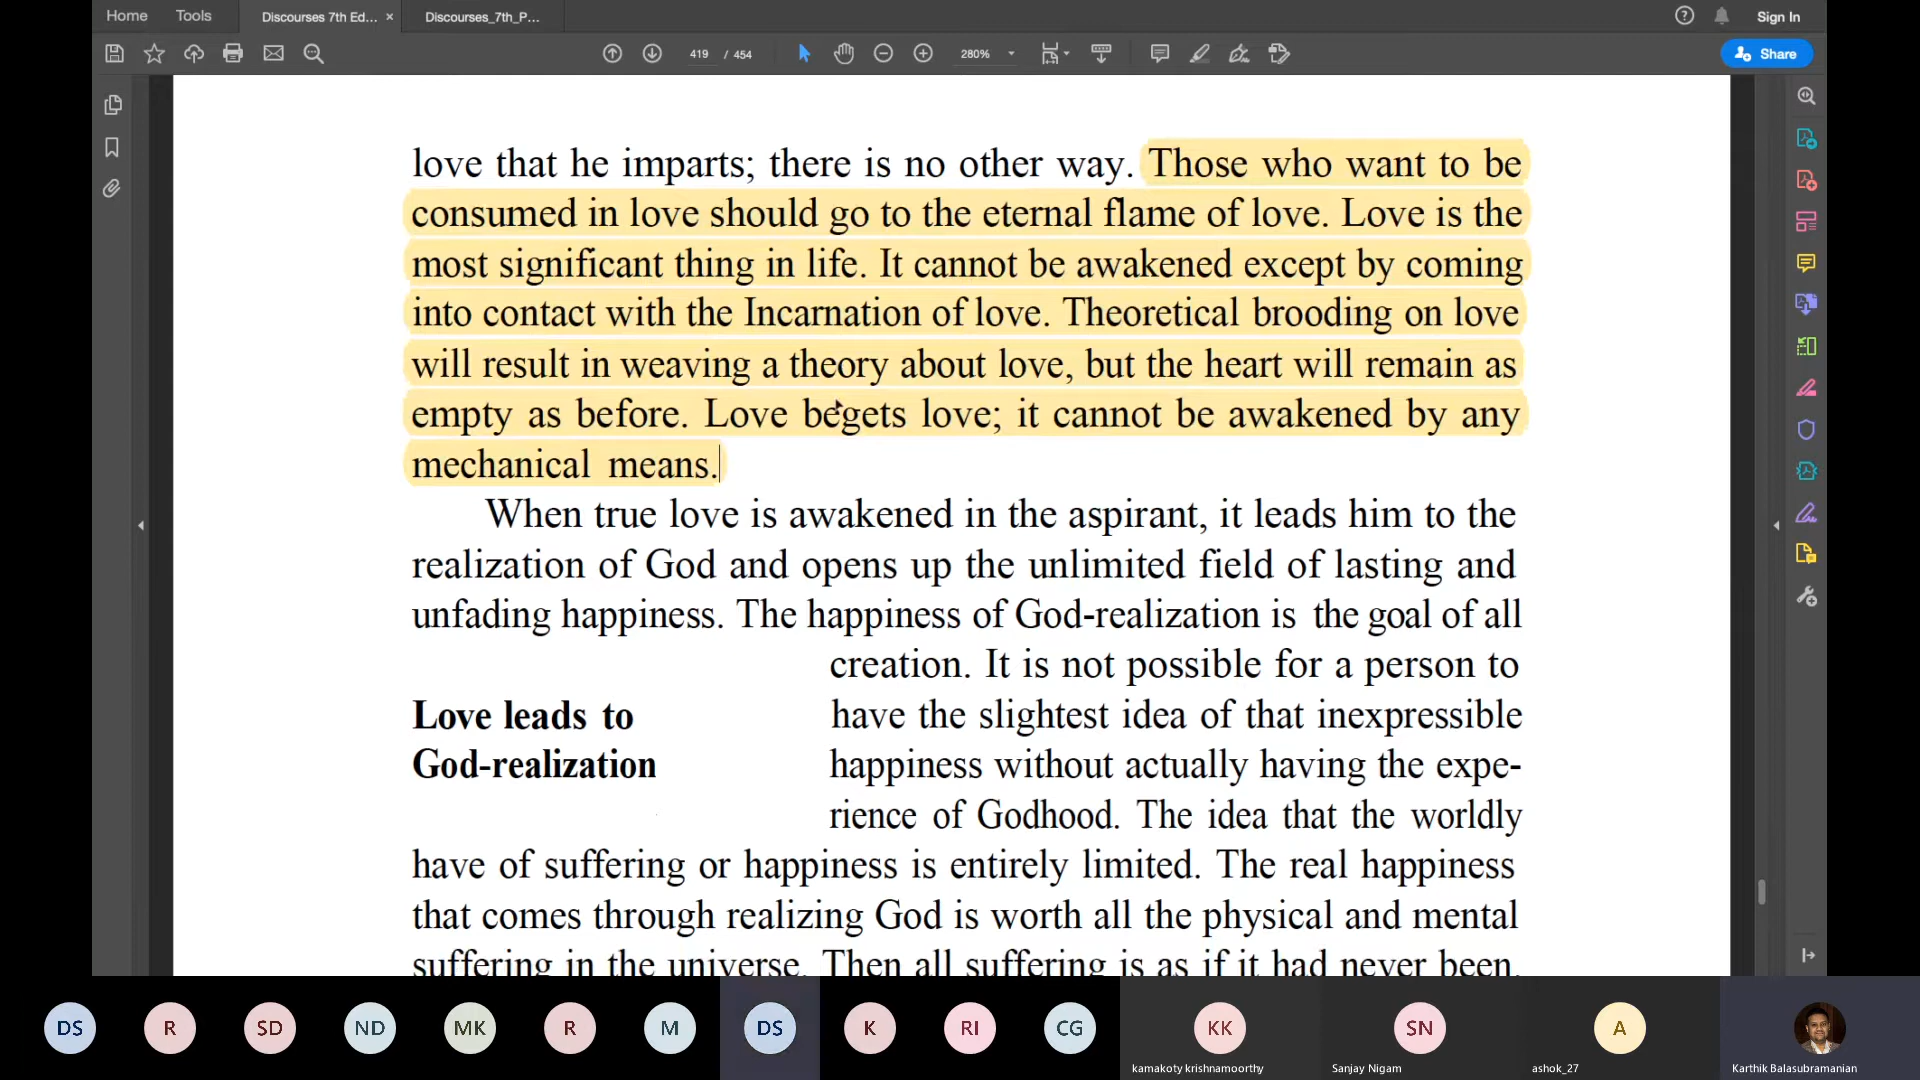 Home Tools Discourses 7th Ed... × Discourses_7th_P... Sign In
419 / 454 280% Share
love that he imparts; there is no other way. Those who want to be
consumed in love should go to the eternal flame of love. Love is the
most significant thing in life. It cannot be awakened except by coming
into contact with the Incarnation of love. Theoretical brooding on love
will result in weaving a theory about love, but the heart will remain as
empty as before. Love begets love; it cannot be awakened by any
mechanical means.
When true love is awakened in the aspirant, it leads him to the
realization of God and opens up the unlimited field of lasting and
unfading happiness. The happiness of God-realization is the goal of all
creation. It is not possible for a person to
Love leads to
God-realization
have the slightest idea of that inexpressible
happiness without actually having the expe-
rience of Godhood. The idea that the worldly
have of suffering or happiness is entirely limited. The real happiness
that comes through realizing God is worth all the physical and mental
suffering in the universe. Then all suffering is as if it had never been.
DS R SD ND MK R M DS K RI CG KK SN A
kamakoty krishnamoorthy Sanjay Nigam ashok_27 Karthik Balasubramanian